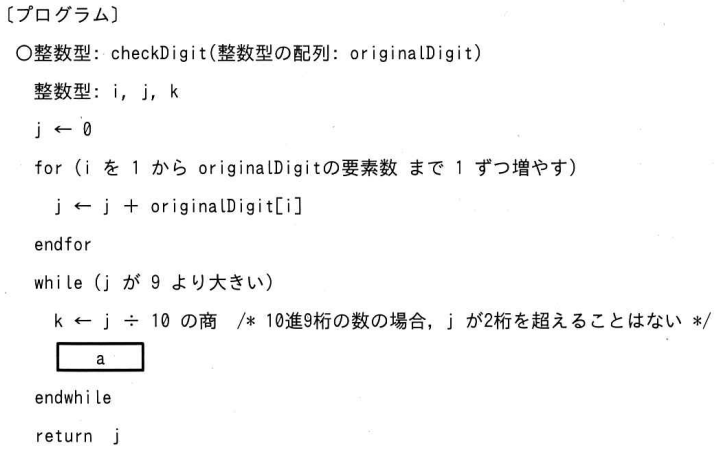 〔プログラム〕
○整数型: checkDigit(整数型の配列: originalDigit)
整数型: i, j, k
j ← 0
for (i を 1 から originalDigitの要素数 まで 1 ずつ増やす)
j ← j ＋ originalDigit[i]
endfor
while (j が 9 より大きい)
k ← j ÷ 10 の商 /* 10進9桁の数の場合, j が2桁を超えることはない */
a
endwhile
return j